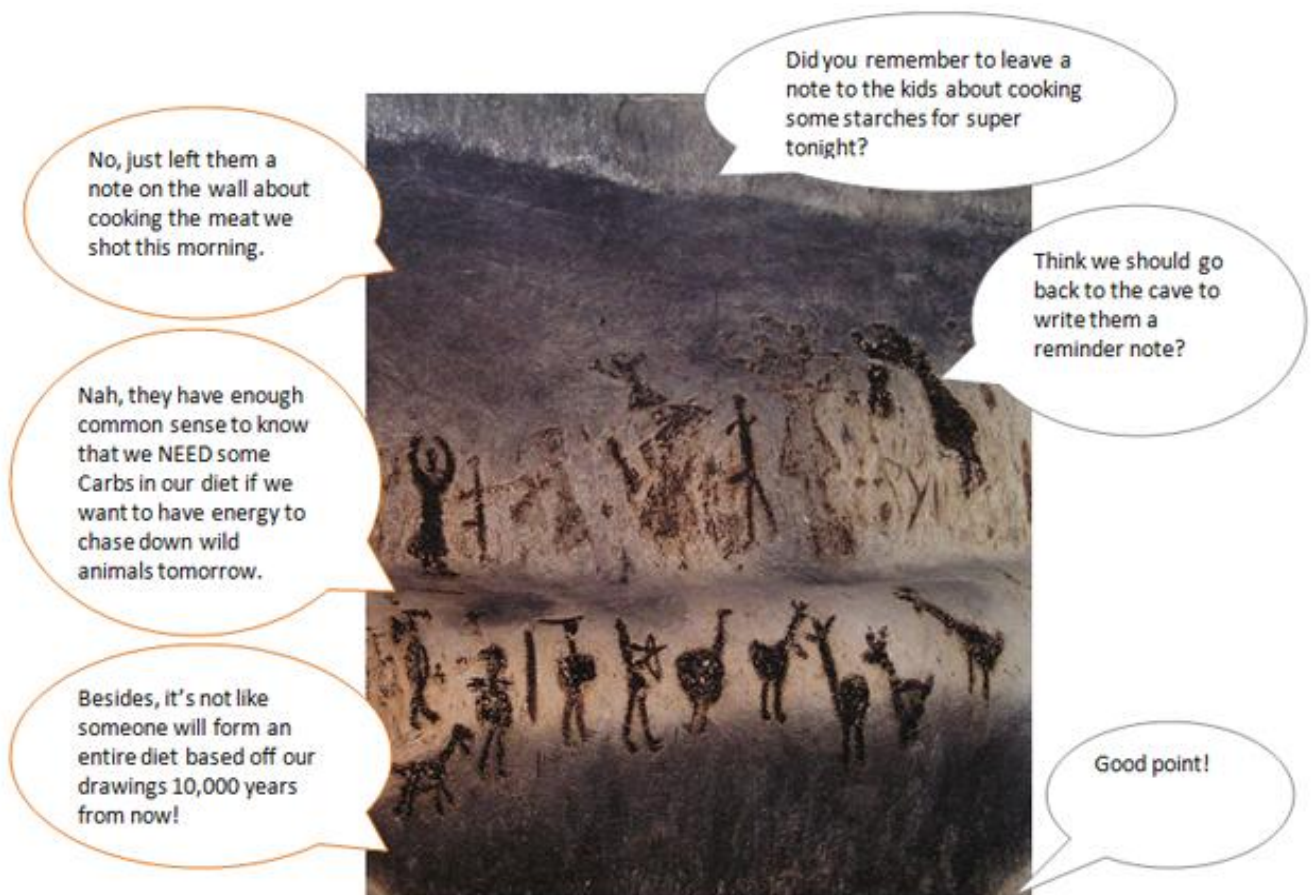 Did you remember to leave a
note to the kids about cooking
some starches for super
tonight?
No, just left them a
note on the wall about
cooking the meat we
shot this morning.
Think we should go
back to the cave to
write them a
reminder note?
Nah, they have enough
common sense to know
that we NEED some
Carbs in our diet if we
want to have energy to
chase down wild
animals tomorrow.
Besides, it's not like
someone will form an
entire diet based off our
drawings 10,000 years
from now!
Good point!